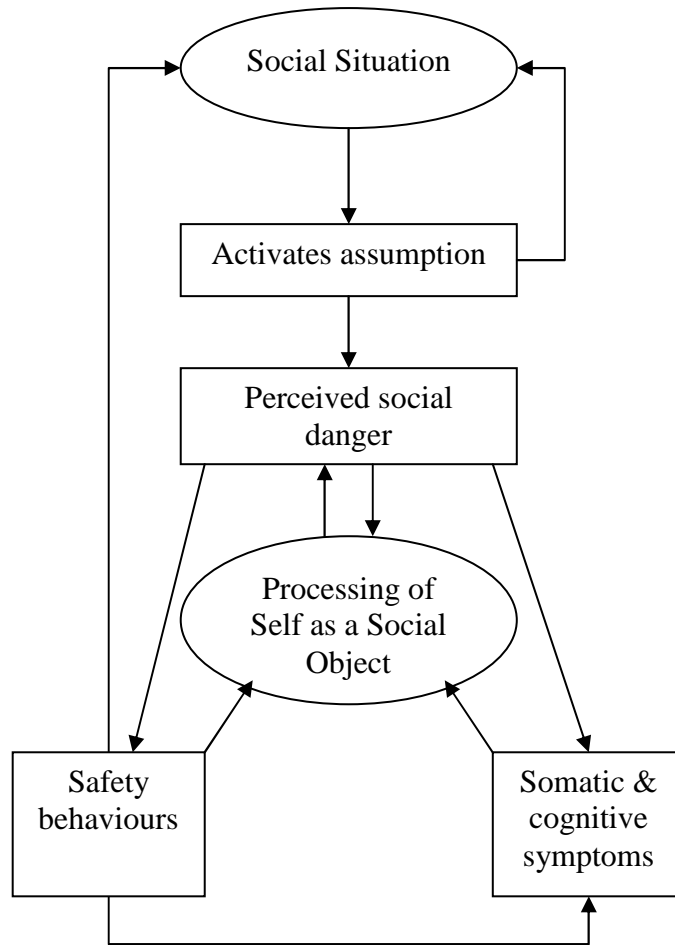 Social Situation
Activates assumption
Perceived social
danger
Processing of
Self as a Social
Object
Safety
behaviours
Somatic &
cognitive
symptoms